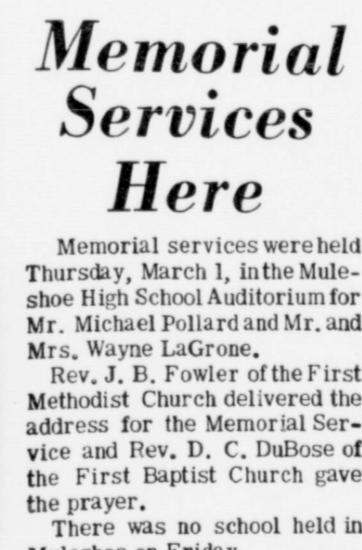 Memorial
Services
Here
Memorial services were held
Thursday, March 1, in the Mule-
shoe High School Auditorium for
Mr. Michael Pollard and Mr. and
Mrs. Wayne LaGrone.
Rev. J. B. Fowler of the First
Methodist Church delivered the
address for the Memorial Ser-
vice and Rev. D. C. DuBose of
the First Baptist Church gave
the prayer.
There was no school held in
Muleshoe on Friday